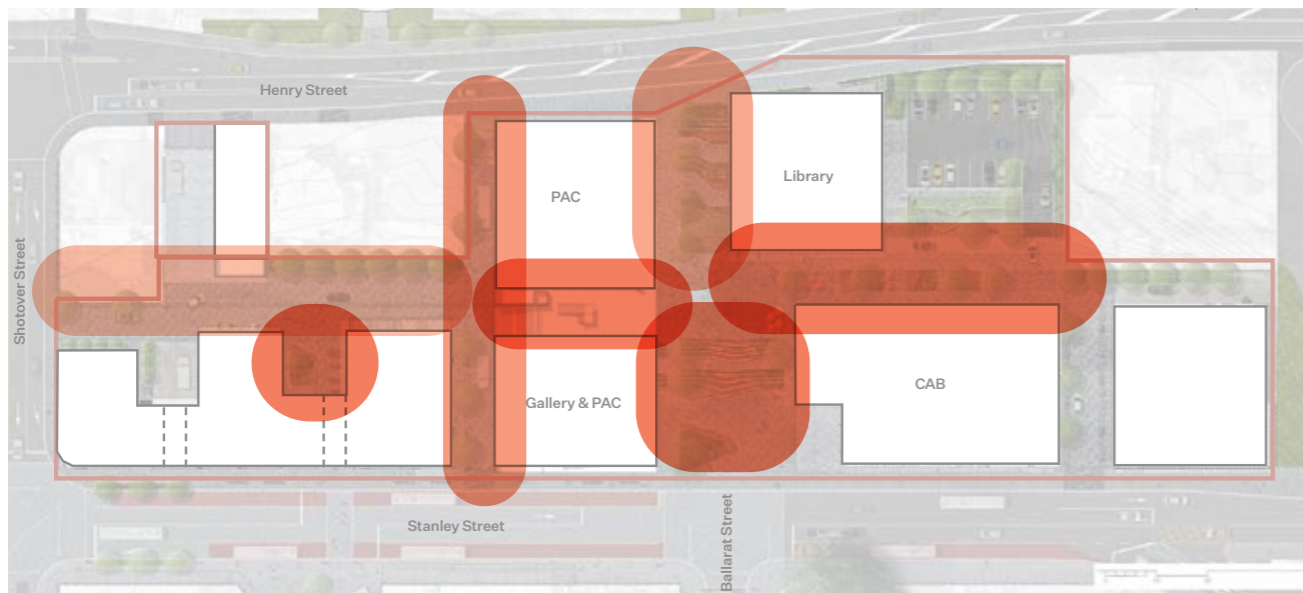 Henry Street
PAC
Library
Shotover Street
Gallery & PAC
CAB
Stanley Street
Ballarat Street